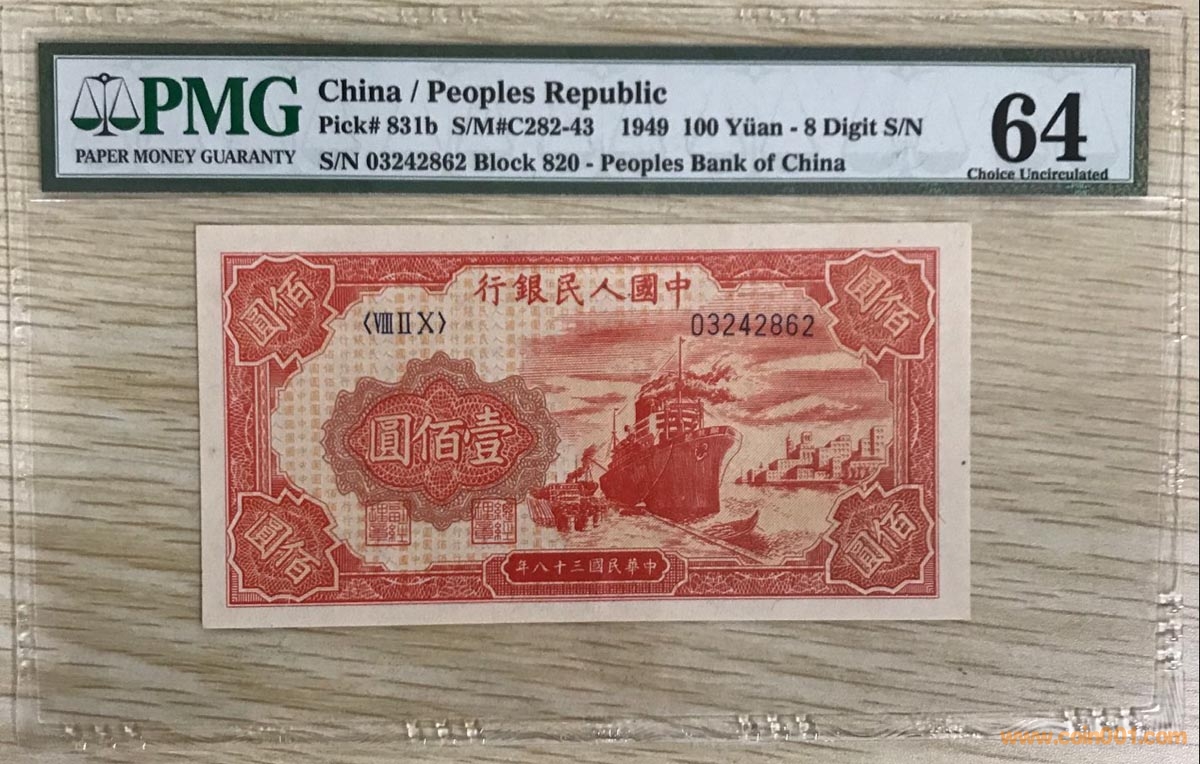 PMG
PAPER MONEY GUARANTY
China / Peoples Republic
Pick# 831b S/M#C282-43 1949 100 Yüan - 8 Digit S/N
S/N 03242862 Block 820 - Peoples Bank of China
64
Choice Uncirculated
行銀民人國中
圓佰
圓佰
〈VIII II X〉
03242862
圓佰壹
圓佰
圓佰
年八十三國民華中
www.coin001.com